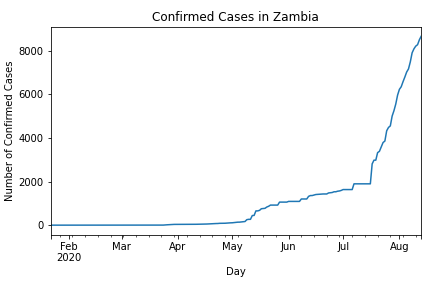 Confirmed Cases in Zambia
Number of Confirmed Cases
8000
6000
4000
2000
0
Feb
2020
Mar
Apr
May
Jun
Jul
Aug
Day